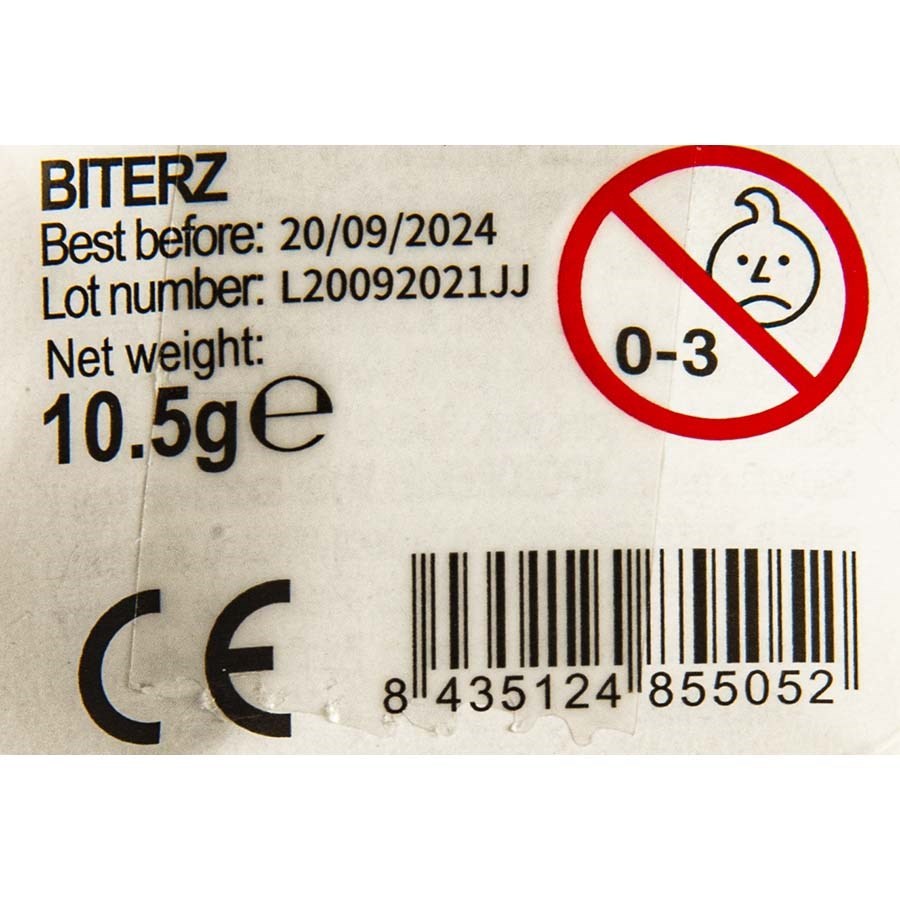 BITERZ
Best before: 20/09/2024
Lot number: L20092021JJ
Net weight:
10.5g℮
0-3
CE
8 435124 855052